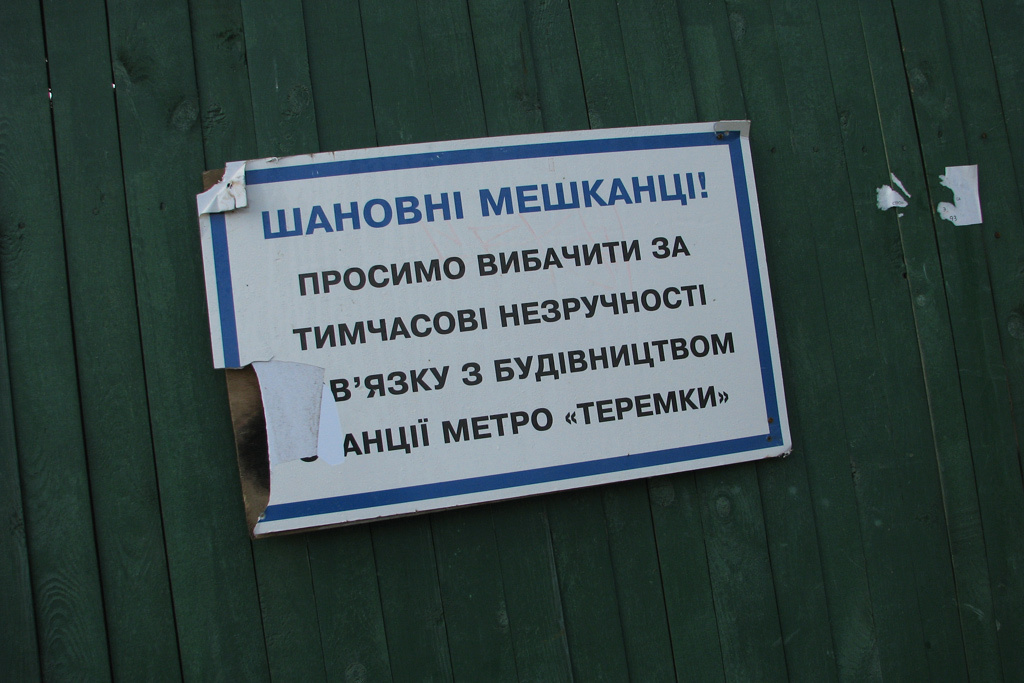 ШАНОВНІ МЕШКАНЦІ!
ПРОСИМО ВИБАЧИТИ ЗА
ТИМЧАСОВІ НЕЗРУЧНОСТІ
В’ЯЗКУ З БУДІВНИЦТВОМ
АНЦІЇ МЕТРО «ТЕРЕМКИ»